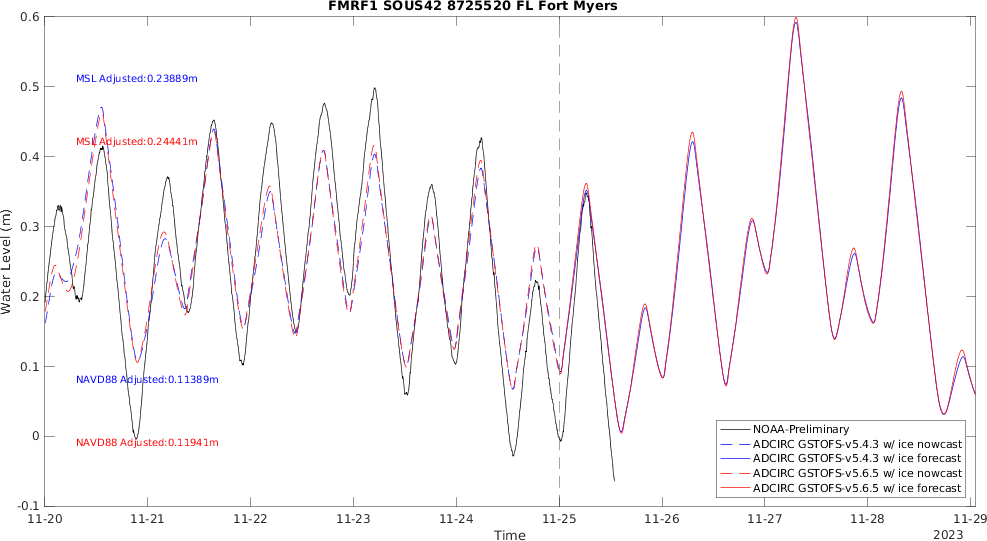 FMRF1 SOUS42 8725520 FL Fort Myers
0.6
0.5
0.4
0.3
0.2
0.1
0
-0.1
Water Level (m)
MSL Adjusted:0.23889m
MSL Adjusted:0.24441m
NAVD88 Adjusted:0.11389m
NAVD88 Adjusted:0.11941m
NOAA-Preliminary
ADCIRC GSTOFS-v5.4.3 w/ ice nowcast
ADCIRC GSTOFS-v5.4.3 w/ ice forecast
ADCIRC GSTOFS-v5.6.5 w/ ice nowcast
ADCIRC GSTOFS-v5.6.5 w/ ice forecast
11-20 11-21 11-22 11-23 11-24 11-25 11-26 11-27 11-28 11-29
Time
2023